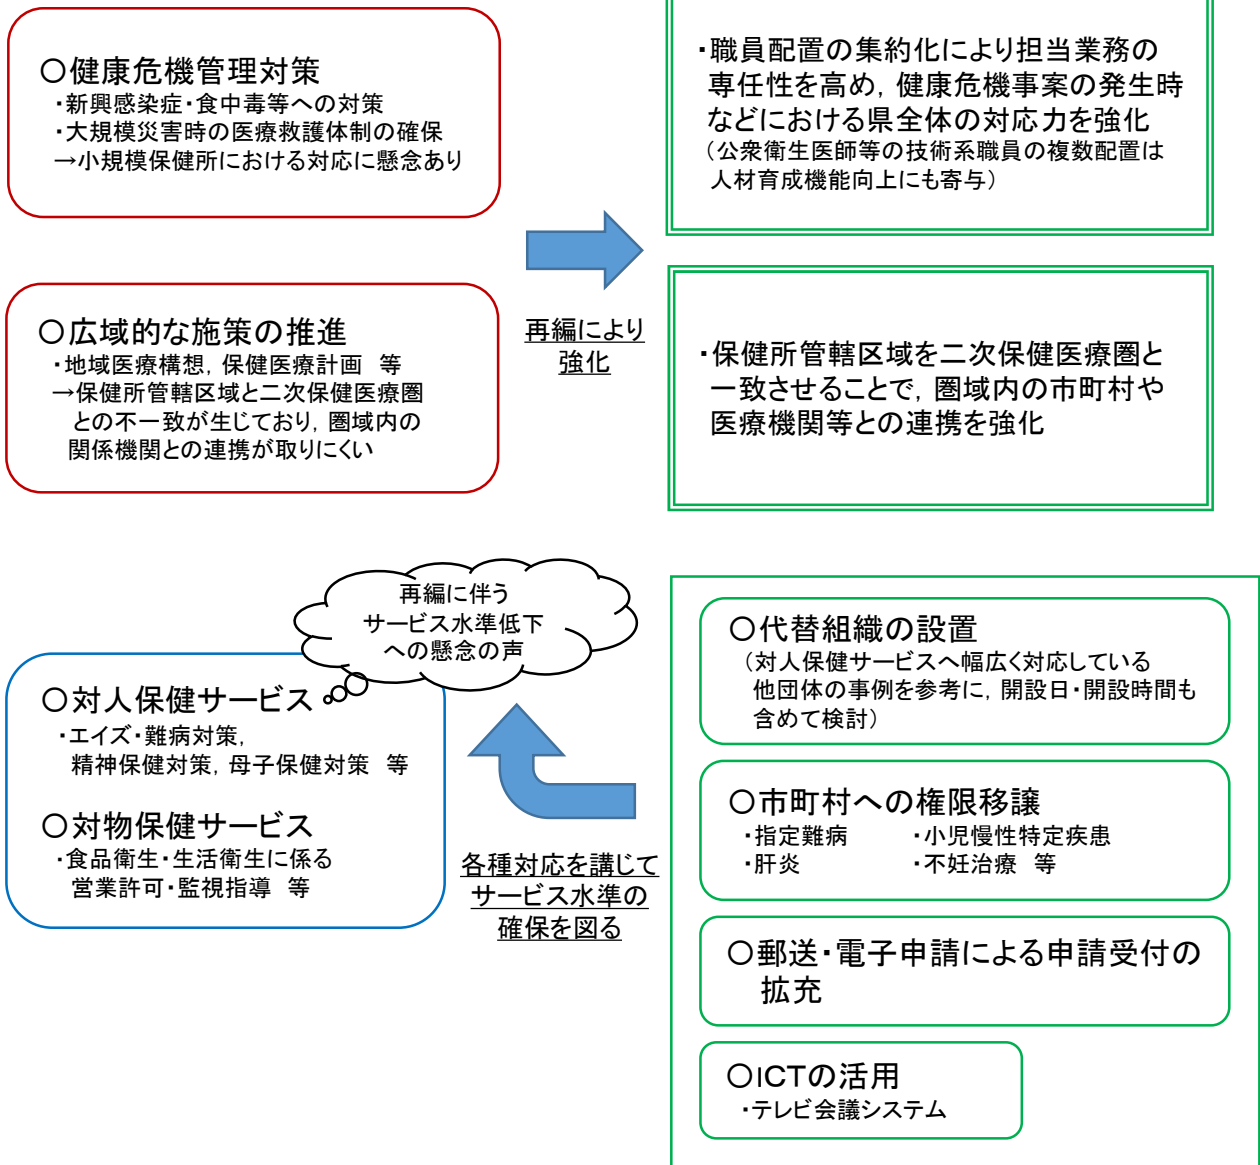 〇健康危機管理対策
・新興感染症・食中毒等への対策
・大規模災害時の医療救護体制の確保
→小規模保健所における対応に懸念あり
・職員配置の集約化により担当業務の
専任性を高め，健康危機事案の発生時
などにおける県全体の対応力を強化
（公衆衛生医師等の技術系職員の複数配置は
人材育成機能向上にも寄与）
〇広域的な施策の推進
・地域医療構想，保健医療計画　等
→保健所管轄区域と二次保健医療圏
との不一致が生じており，圏域内の
関係機関との連携が取りにくい
再編により
強化
・保健所管轄区域を二次保健医療圏と
一致させることで，圏域内の市町村や
医療機関等との連携を強化
再編に伴う
サービス水準低下
への懸念の声
〇対人保健サービス
・エイズ・難病対策，
精神保健対策，母子保健対策　等
〇対物保健サービス
・食品衛生・生活衛生に係る
営業許可・監視指導　等
各種対応を講じて
サービス水準の
確保を図る
〇代替組織の設置
（対人保健サービスへ幅広く対応している
他団体の事例を参考に，開設日・開設時間も
含めて検討）
〇市町村への権限移譲
・指定難病　・小児慢性特定疾患
・肝炎　・不妊治療　等
〇郵送・電子申請による申請受付の
拡充
〇ICTの活用
・テレビ会議システム